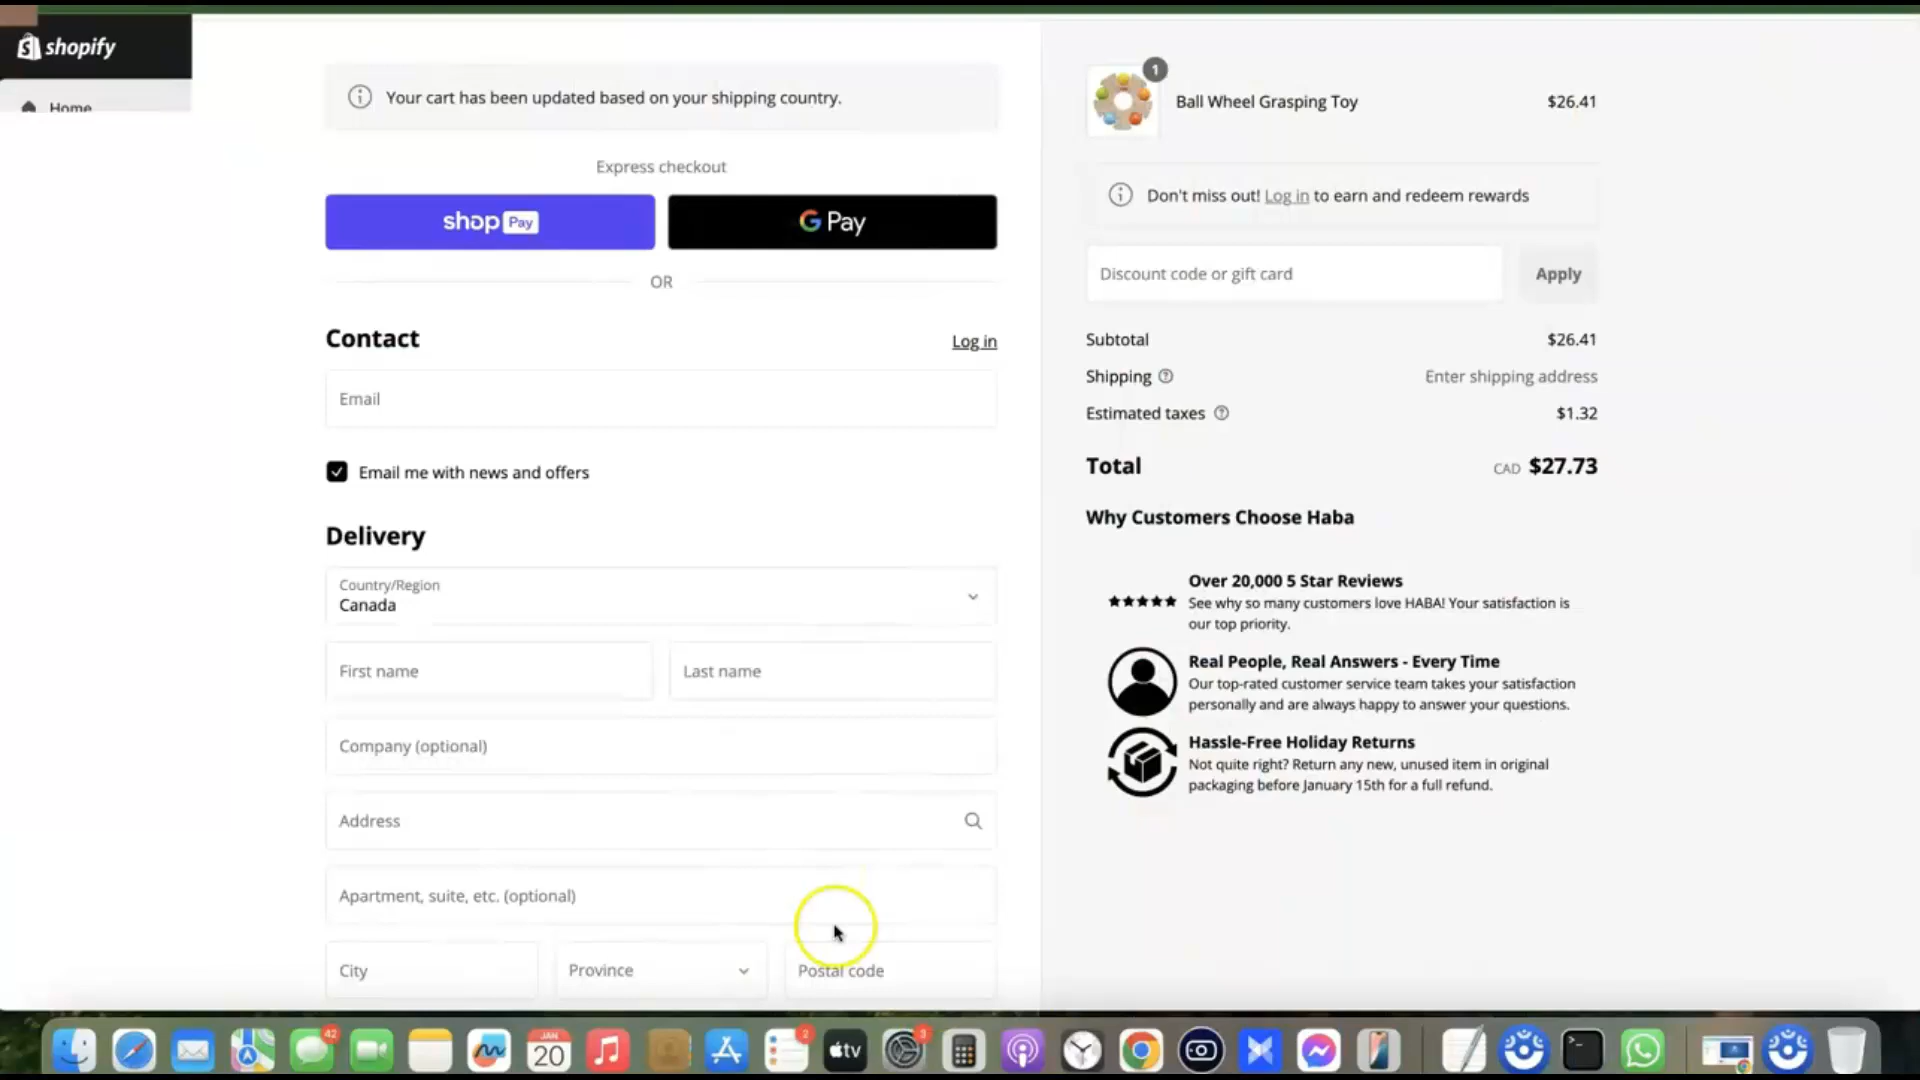 shopify
Home
Your cart has been updated based on your shipping country.
Express checkout
shop Pay
G Pay
OR
Contact
Log in
Email
Email me with news and offers
Delivery
Country/Region
Canada
First name
Last name
Company (optional)
Address
Apartment, suite, etc. (optional)
City
Province
Postal code
1
Ball Wheel Grasping Toy
$26.41
Don't miss out! Log in to earn and redeem rewards
Discount code or gift card
Apply
Subtotal
$26.41
Shipping
Enter shipping address
Estimated taxes
$1.32
Total
CAD $27.73
Why Customers Choose Haba
Over 20,000 5 Star Reviews
See why so many customers love HABA! Your satisfaction is
our top priority.
Real People, Real Answers - Every Time
Our top-rated customer service team takes your satisfaction
personally and are always happy to answer your questions.
Hassle-Free Holiday Returns
Not quite right? Return any new, unused item in original
packaging before January 15th for a full refund.
42
JAN
20
2
tv
3